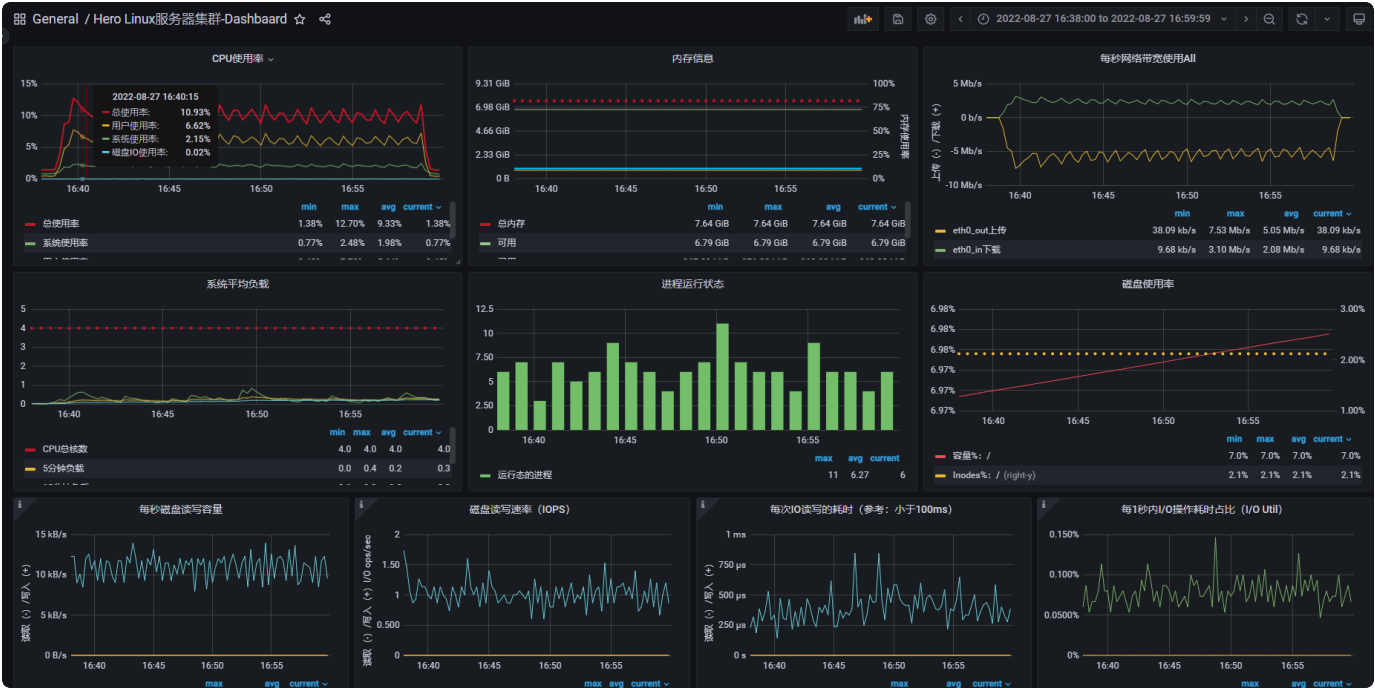 General / Hero Linux服务器集群-Dashbaard
2022-08-27 16:38:00 to 2022-08-27 16:59:59
CPU使用率
15%
10%
5%
0%
2022-08-27 16:40:15
总使用率: 10.93%
用户使用率: 6.62%
系统使用率: 2.15%
磁盘IO使用率: 0.02%
16:40 16:45 16:50 16:55
min max avg current
总使用率 1.38% 12.70% 9.33% 1.38%
系统使用率 0.77% 2.48% 1.98% 0.77%
内存信息
9.31 GiB 100%
6.98 GiB 75%
4.66 GiB 50%
2.33 GiB 25%
0 B 0%
内存使用率
16:40 16:45 16:50 16:55
min max avg current
总内存 7.64 GiB 7.64 GiB 7.64 GiB 7.64 GiB
可用 6.79 GiB 6.79 GiB 6.79 GiB 6.79 GiB
每秒网络带宽使用All
上传 (-) /下载 (+)
5 Mb/s
0 b/s
-5 Mb/s
-10 Mb/s
16:40 16:45 16:50 16:55
min max avg current
eth0_out上传 38.09 kb/s 7.53 Mb/s 5.05 Mb/s 38.09 kb/s
eth0_in下载 9.68 kb/s 3.10 Mb/s 2.08 Mb/s 9.68 kb/s
系统平均负载
5
4
3
2
1
0
16:40 16:45 16:50 16:55
min max avg current
CPU总核数 4.0 4.0 4.0 4.0
5分钟负载 0.0 0.4 0.2 0.3
进程运行状态
12.5
10
7.50
5
2.50
0
16:40 16:45 16:50 16:55
max avg current
运行态的进程 11 6.27 6
磁盘使用率
6.98% 3.00%
6.98%
6.98% 2.00%
6.97%
6.97%
6.97% 1.00%
16:40 16:45 16:50 16:55
min max avg current
容量%: / 7.0% 7.0% 7.0% 7.0%
Inodes%: / (right-y) 2.1% 2.1% 2.1% 2.1%
每秒磁盘读写容量
读取 (-) /写入 (+)
15 kB/s
10 kB/s
5 kB/s
0 B/s
16:40 16:45 16:50 16:55
max avg current
磁盘读写速率（IOPS）
读取 (-) /写入 (+) I/O ops/sec
2
1.50
1
0.500
0
16:40 16:45 16:50 16:55
max avg current
每次IO读写的耗时（参考：小于100ms）
读取 (-) /写入 (+)
1 ms
750 µs
500 µs
250 µs
0 s
16:40 16:45 16:50 16:55
max avg current
每1秒内I/O操作耗时占比（I/O Util）
0.150%
0.100%
0.0500%
0%
16:40 16:45 16:50 16:55
max avg current